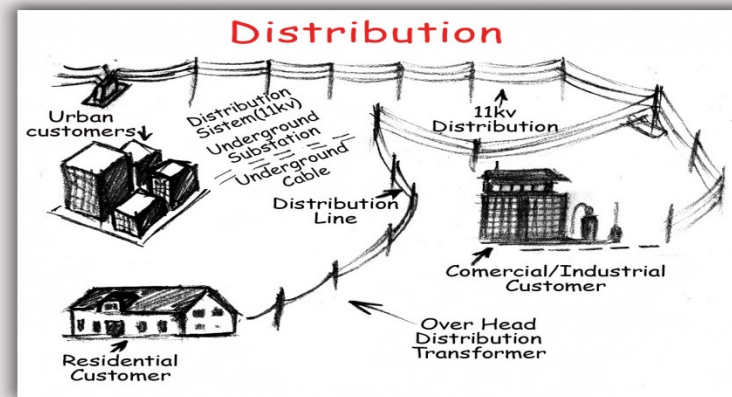 Distribution
Urban
customers
Distribution
Sistem(11kv)
Underground
Substation
Underground
Cable
11kv
Distribution
Distribution
Line
Comercial/Industrial
Customer
Over Head
Distribution
Transformer
Residential
Customer